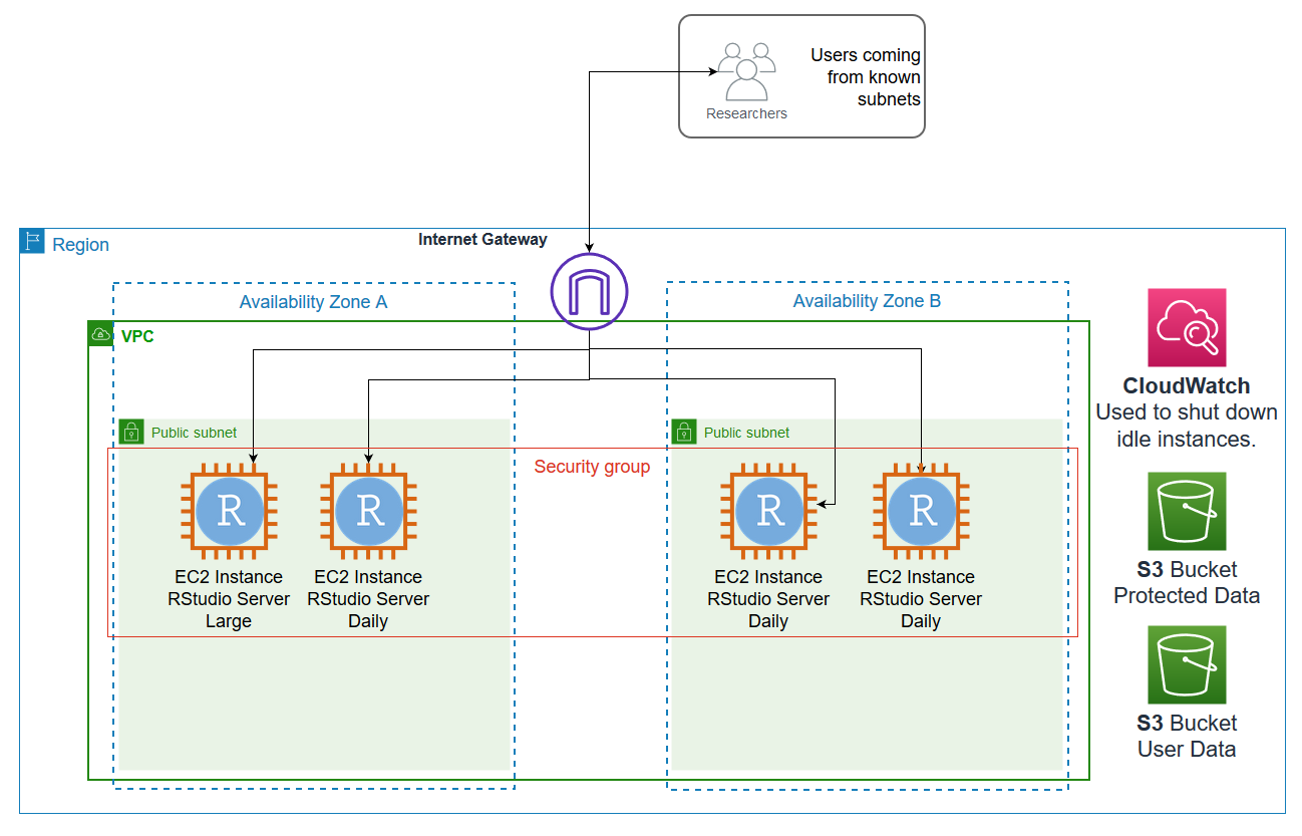 Users coming
from known
subnets
Researchers
Region
Internet Gateway
Availability Zone A
Availability Zone B
VPC
Public subnet
Public subnet
Security group
R
R
R
R
EC2 Instance
RStudio Server
Large
EC2 Instance
RStudio Server
Daily
EC2 Instance
RStudio Server
Daily
EC2 Instance
RStudio Server
Daily
CloudWatch
Used to shut down
idle instances.
S3 Bucket
Protected Data
S3 Bucket
User Data